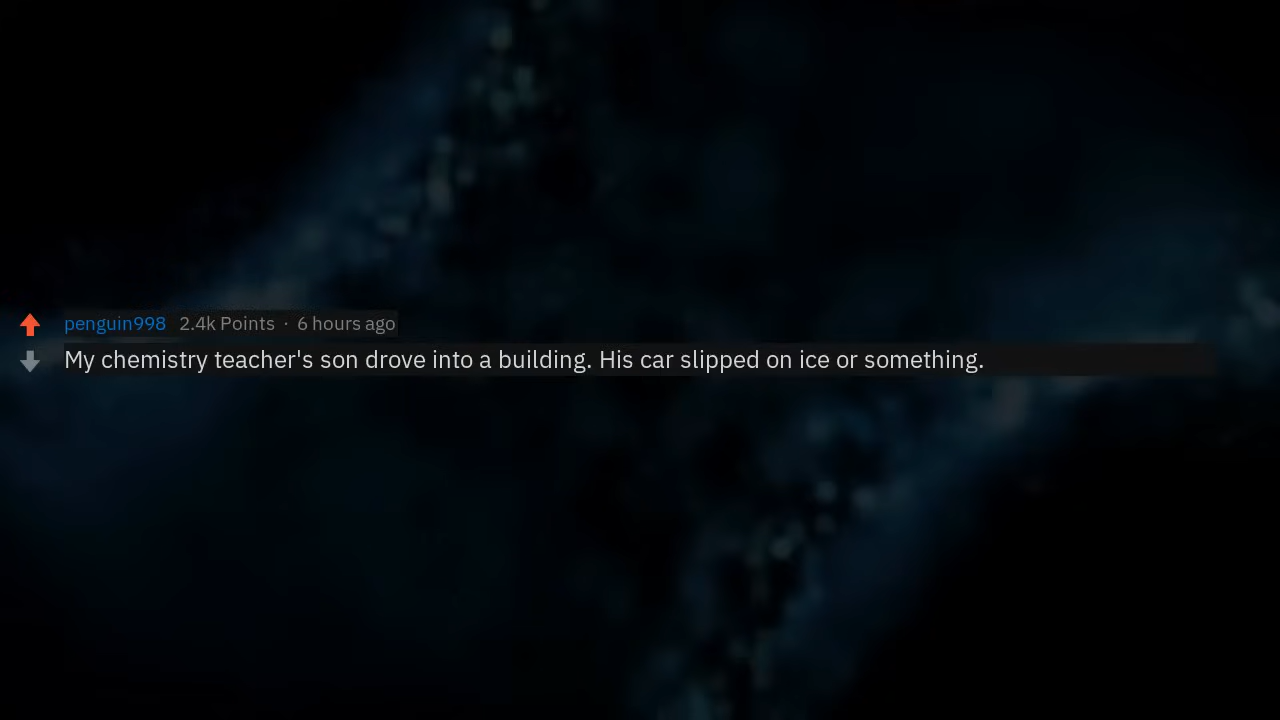 penguin998 2.4k Points · 6 hours ago
My chemistry teacher's son drove into a building. His car slipped on ice or something.